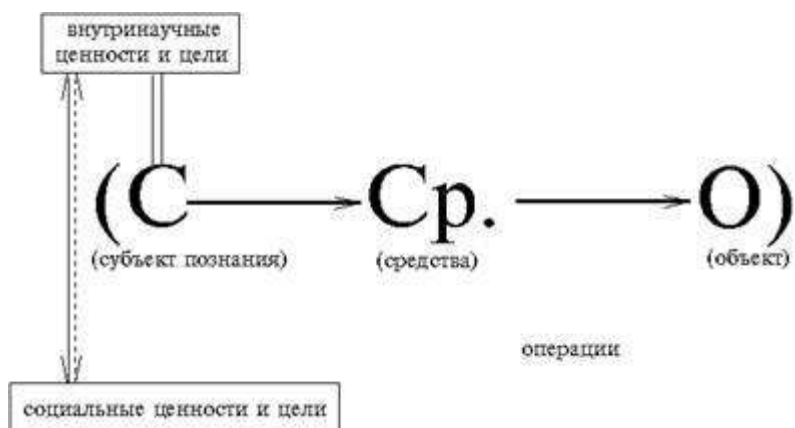 внутринаучные
ценности и цели
(С Ср. О)
(субъект познания) (средства) (объект)
операции
социальные ценности и цели